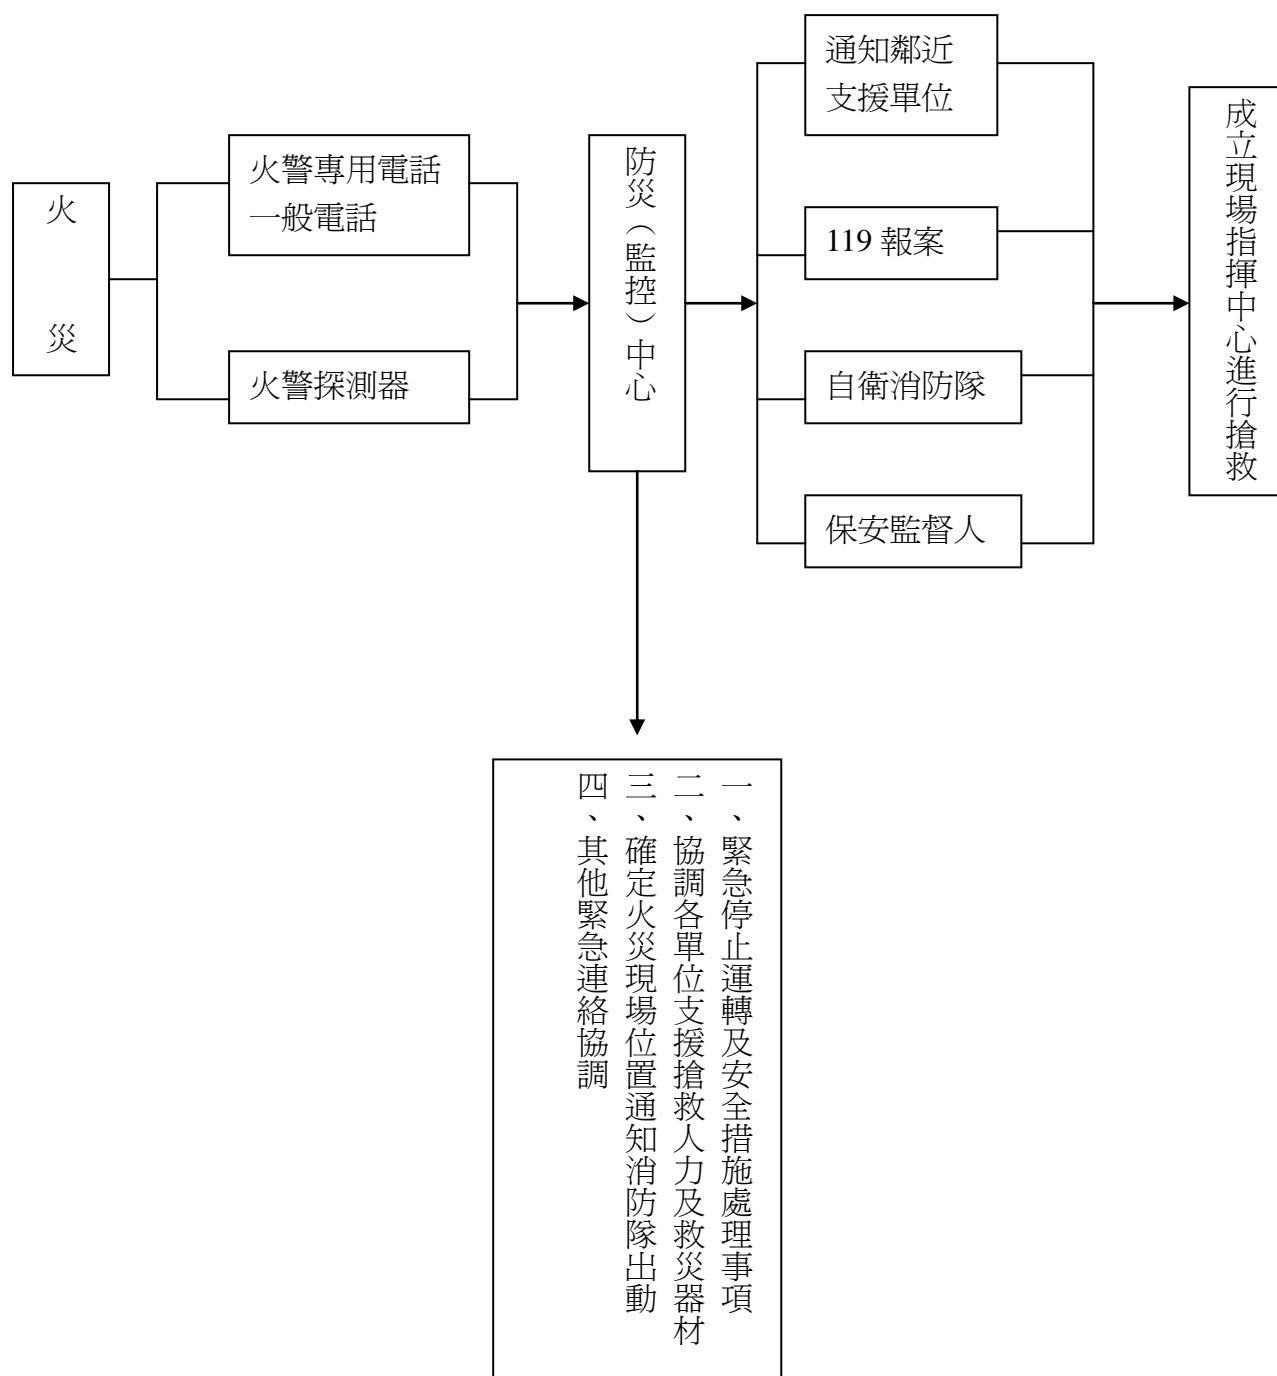 火災
火警專用電話
一般電話
火警探測器
防災（監控）中心
通知鄰近
支援單位
119 報案
自衛消防隊
保安監督人
成立現場指揮中心進行搶救
一、緊急停止運轉及安全措施處理事項
二、協調各單位支援搶救人力及救災器材
三、確定火災現場位置通知消防隊出動
四、其他緊急連絡協調